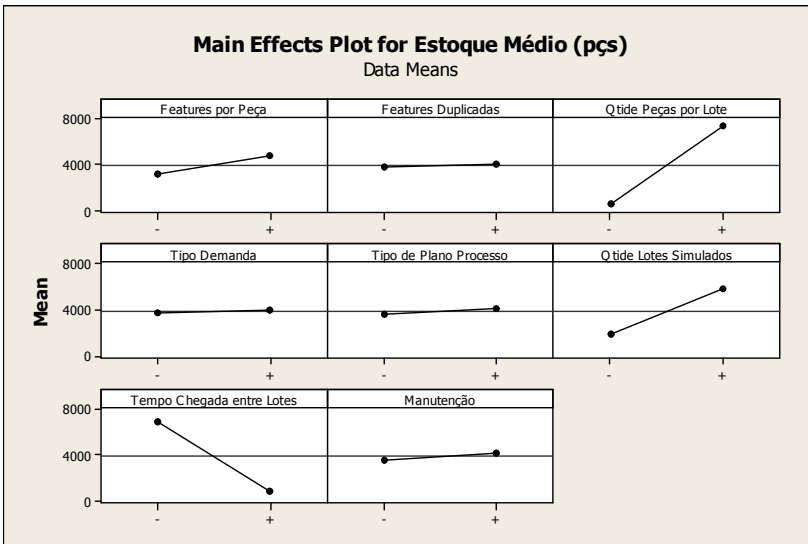 Main Effects Plot for Estoque Médio (pçs)
Data Means
Mean
Features por Peça
Features Duplicadas
Qtide Peças por Lote
8000
4000
0
- + - + - +
Tipo Demanda
Tipo de Plano Processo
Qtide Lotes Simulados
8000
4000
0
- + - + - +
Tempo Chegada entre Lotes
Manutenção
8000
4000
0
- + - +